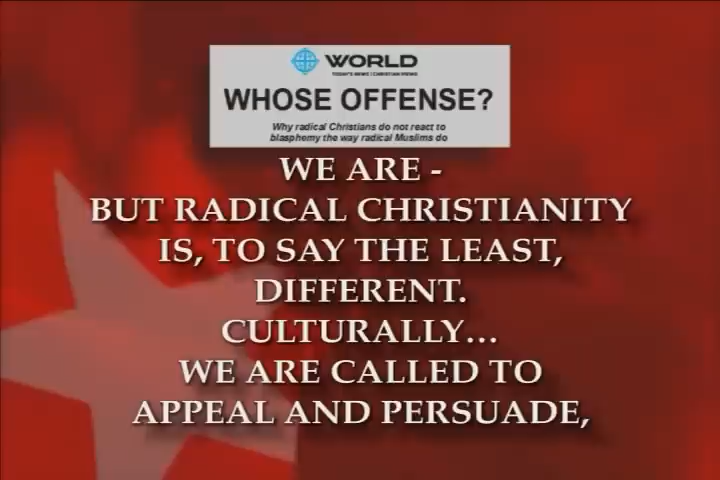 WORLD
TODAY'S NEWS | CHRISTIAN VIEWS
WHOSE OFFENSE?
Why radical Christians do not react to
blasphemy the way radical Muslims do
WE ARE -
BUT RADICAL CHRISTIANITY
IS, TO SAY THE LEAST,
DIFFERENT.
CULTURALLY...
WE ARE CALLED TO
APPEAL AND PERSUADE,